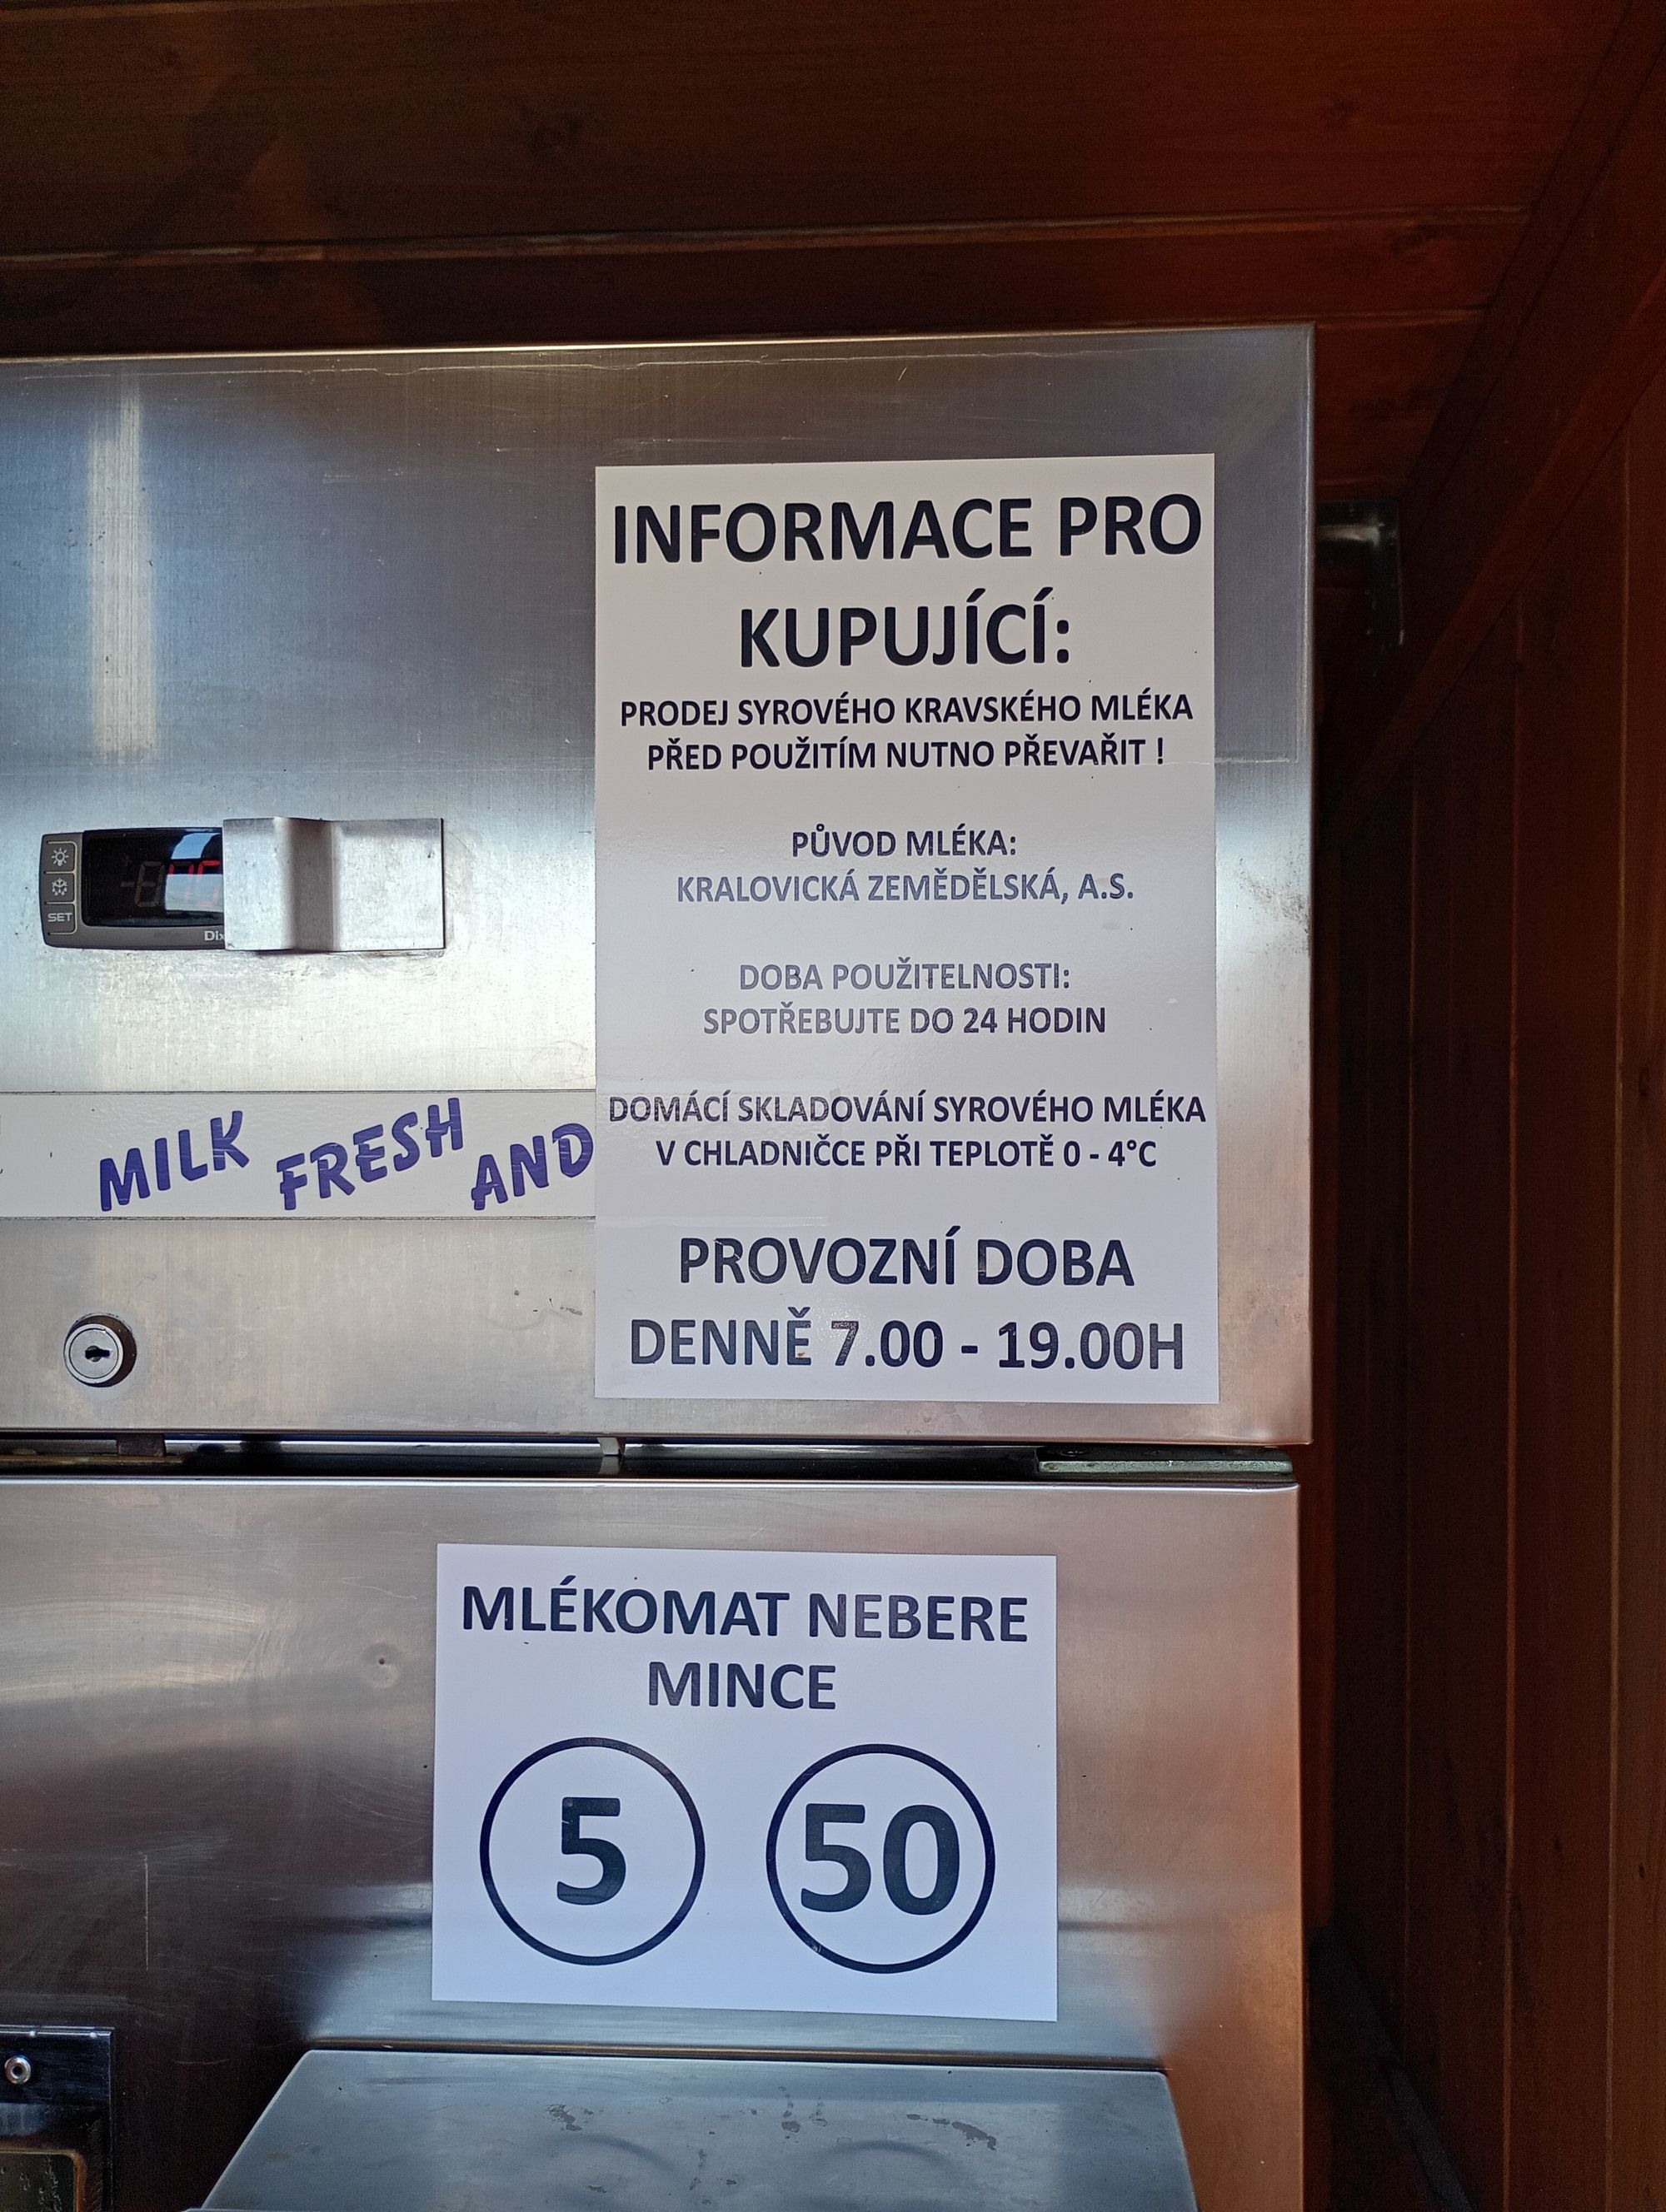 INFORMACE PRO
KUPUJÍCÍ:
PRODEJ SYROVÉHO KRAVSKÉHO MLÉKA
PŘED POUŽITÍM NUTNO PŘEVAŘIT !
PŮVOD MLÉKA:
KRALOVICKÁ ZEMĚDĚLSKÁ, A.S.
DOBA POUŽITELNOSTI:
SPOTŘEBUJTE DO 24 HODIN
DOMÁCÍ SKLADOVÁNÍ SYROVÉHO MLÉKA
V CHLADNIČCE PŘI TEPLOTĚ 0 - 4°C
PROVOZNÍ DOBA
DENNĚ 7.00 - 19.00H
SET
MILK FRESH AND
MLÉKOMAT NEBERE
MINCE
5 50